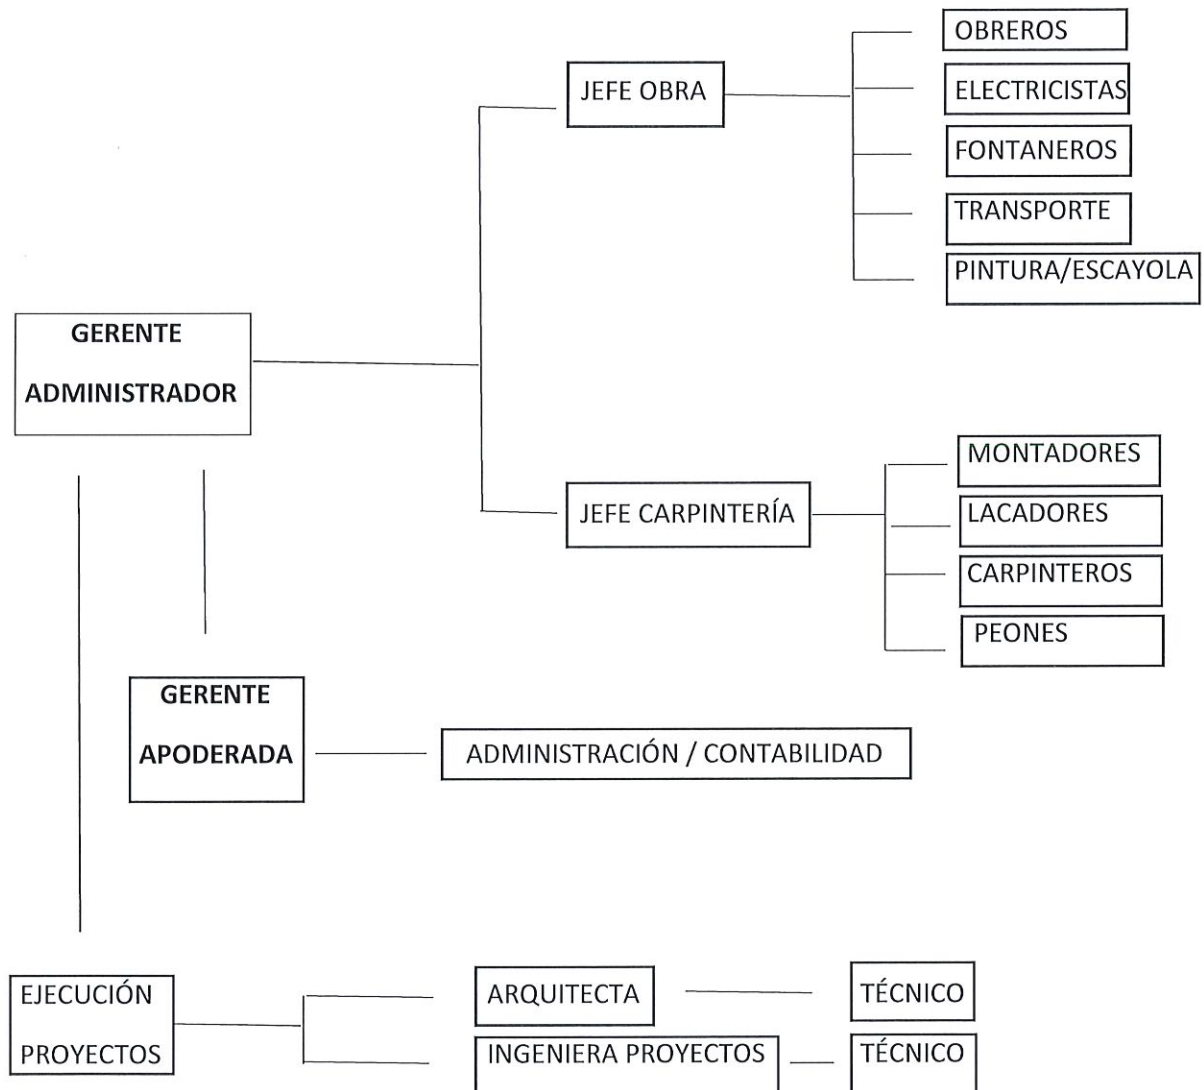 OBREROS
JEFE OBRA
ELECTRICISTAS
FONTANEROS
TRANSPORTE
PINTURA/ESCAYOLA
GERENTE
ADMINISTRADOR
MONTADORES
JEFE CARPINTERÍA
LACADORES
CARPINTEROS
PEONES
GERENTE
APODERADA
ADMINISTRACIÓN / CONTABILIDAD
EJECUCIÓN
PROYECTOS
ARQUITECTA
TÉCNICO
INGENIERA PROYECTOS
TÉCNICO